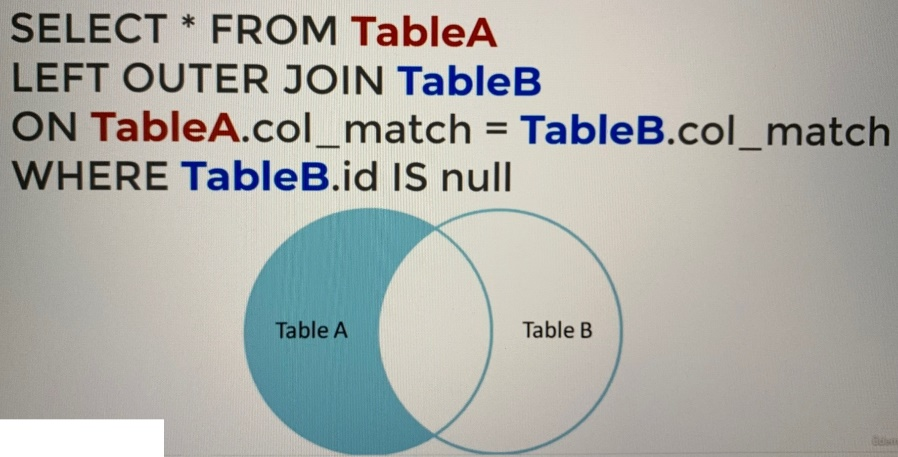 SELECT * FROM TableA
LEFT OUTER JOIN TableB
ON TableA.col_match = TableB.col_match
WHERE TableB.id IS null
Table A Table B